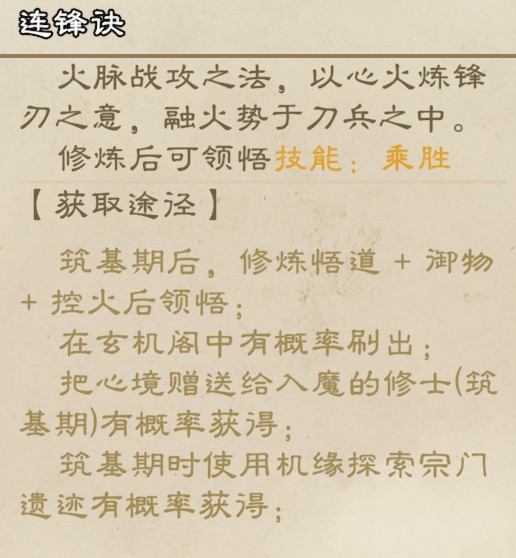 连锋诀
火脉战攻之法，以心火炼锋
刃之意，融火势于刀兵之中。
修炼后可领悟技能：乘胜
【获取途径】
筑基期后，修炼悟道 + 御物
+ 控火后领悟；
在玄机阁中有概率刷出；
把心境赠送给入魔的修士(筑
基期)有概率获得；
筑基期时使用机缘探索宗门
遗迹有概率获得；